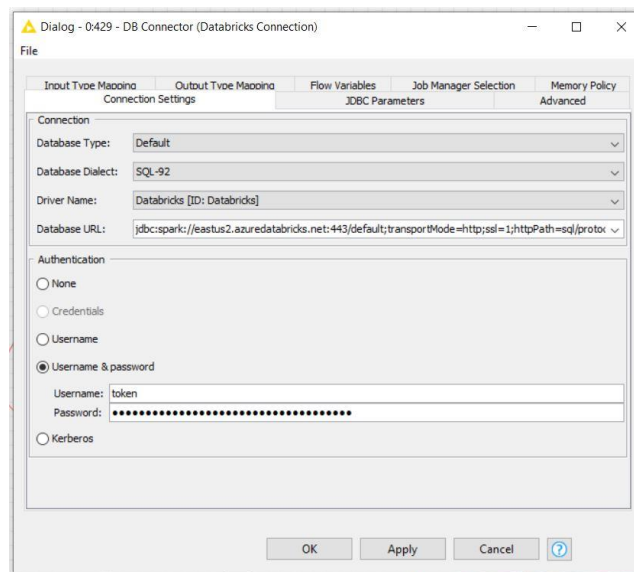 Dialog - 0:429 - DB Connector (Databricks Connection)
File
Input Type Mapping Output Type Mapping Flow Variables Job Manager Selection Memory Policy
Connection Settings JDBC Parameters Advanced
Connection
Database Type: Default
Database Dialect: SQL-92
Driver Name: Databricks [ID: Databricks]
Database URL: jdbc:spark://eastus2.azuredatabricks.net:443/default;transportMode=http;ssl=1;httpPath=sql/protoc
Authentication
None
Credentials
Username
Username & password
Username: token
Password: ••••••••••••••••••••••••••••••••••••
Kerberos
OK Apply Cancel ?